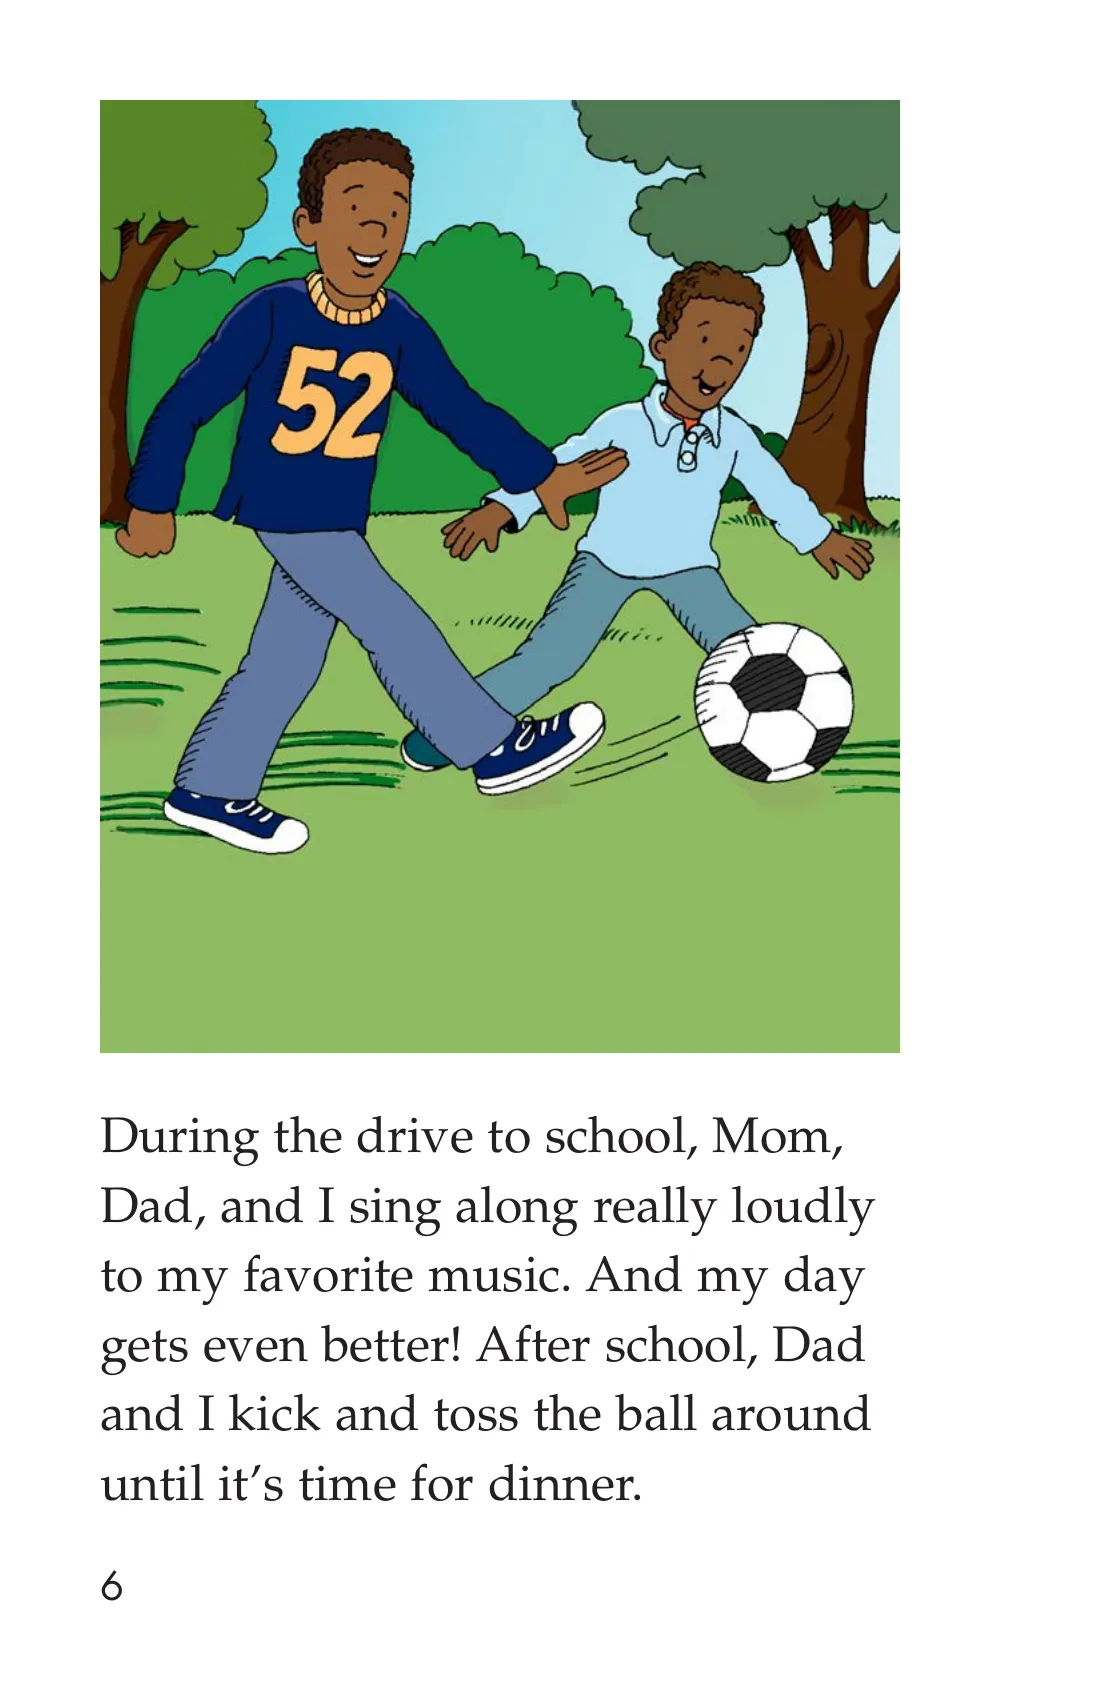 52
During the drive to school, Mom,
Dad, and I sing along really loudly
to my favorite music. And my day
gets even better! After school, Dad
and I kick and toss the ball around
until it’s time for dinner.
6